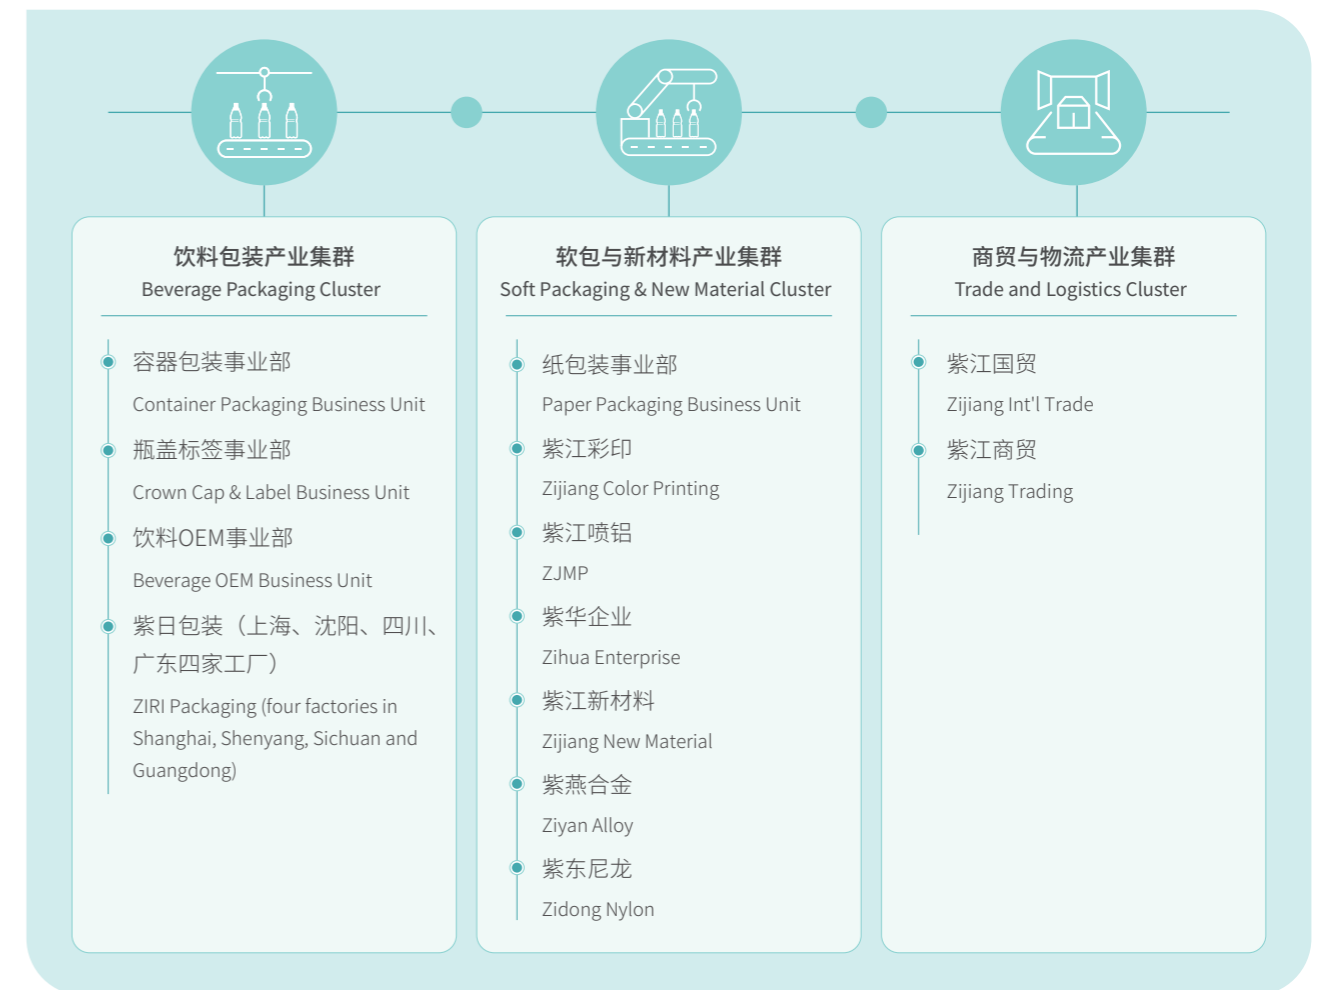 饮料包装产业集群
Beverage Packaging Cluster
容器包装事业部
Container Packaging Business Unit
瓶盖标签事业部
Crown Cap & Label Business Unit
饮料OEM事业部
Beverage OEM Business Unit
紫日包装（上海、沈阳、四川、
广东四家工厂）
ZIRI Packaging (four factories in
Shanghai, Shenyang, Sichuan and
Guangdong)
软包与新材料产业集群
Soft Packaging & New Material Cluster
纸包装事业部
Paper Packaging Business Unit
紫江彩印
Zijiang Color Printing
紫江喷铝
ZJMP
紫华企业
Zihua Enterprise
紫江新材料
Zijiang New Material
紫燕合金
Ziyan Alloy
紫东尼龙
Zidong Nylon
商贸与物流产业集群
Trade and Logistics Cluster
紫江国贸
Zijiang Int'l Trade
紫江商贸
Zijiang Trading